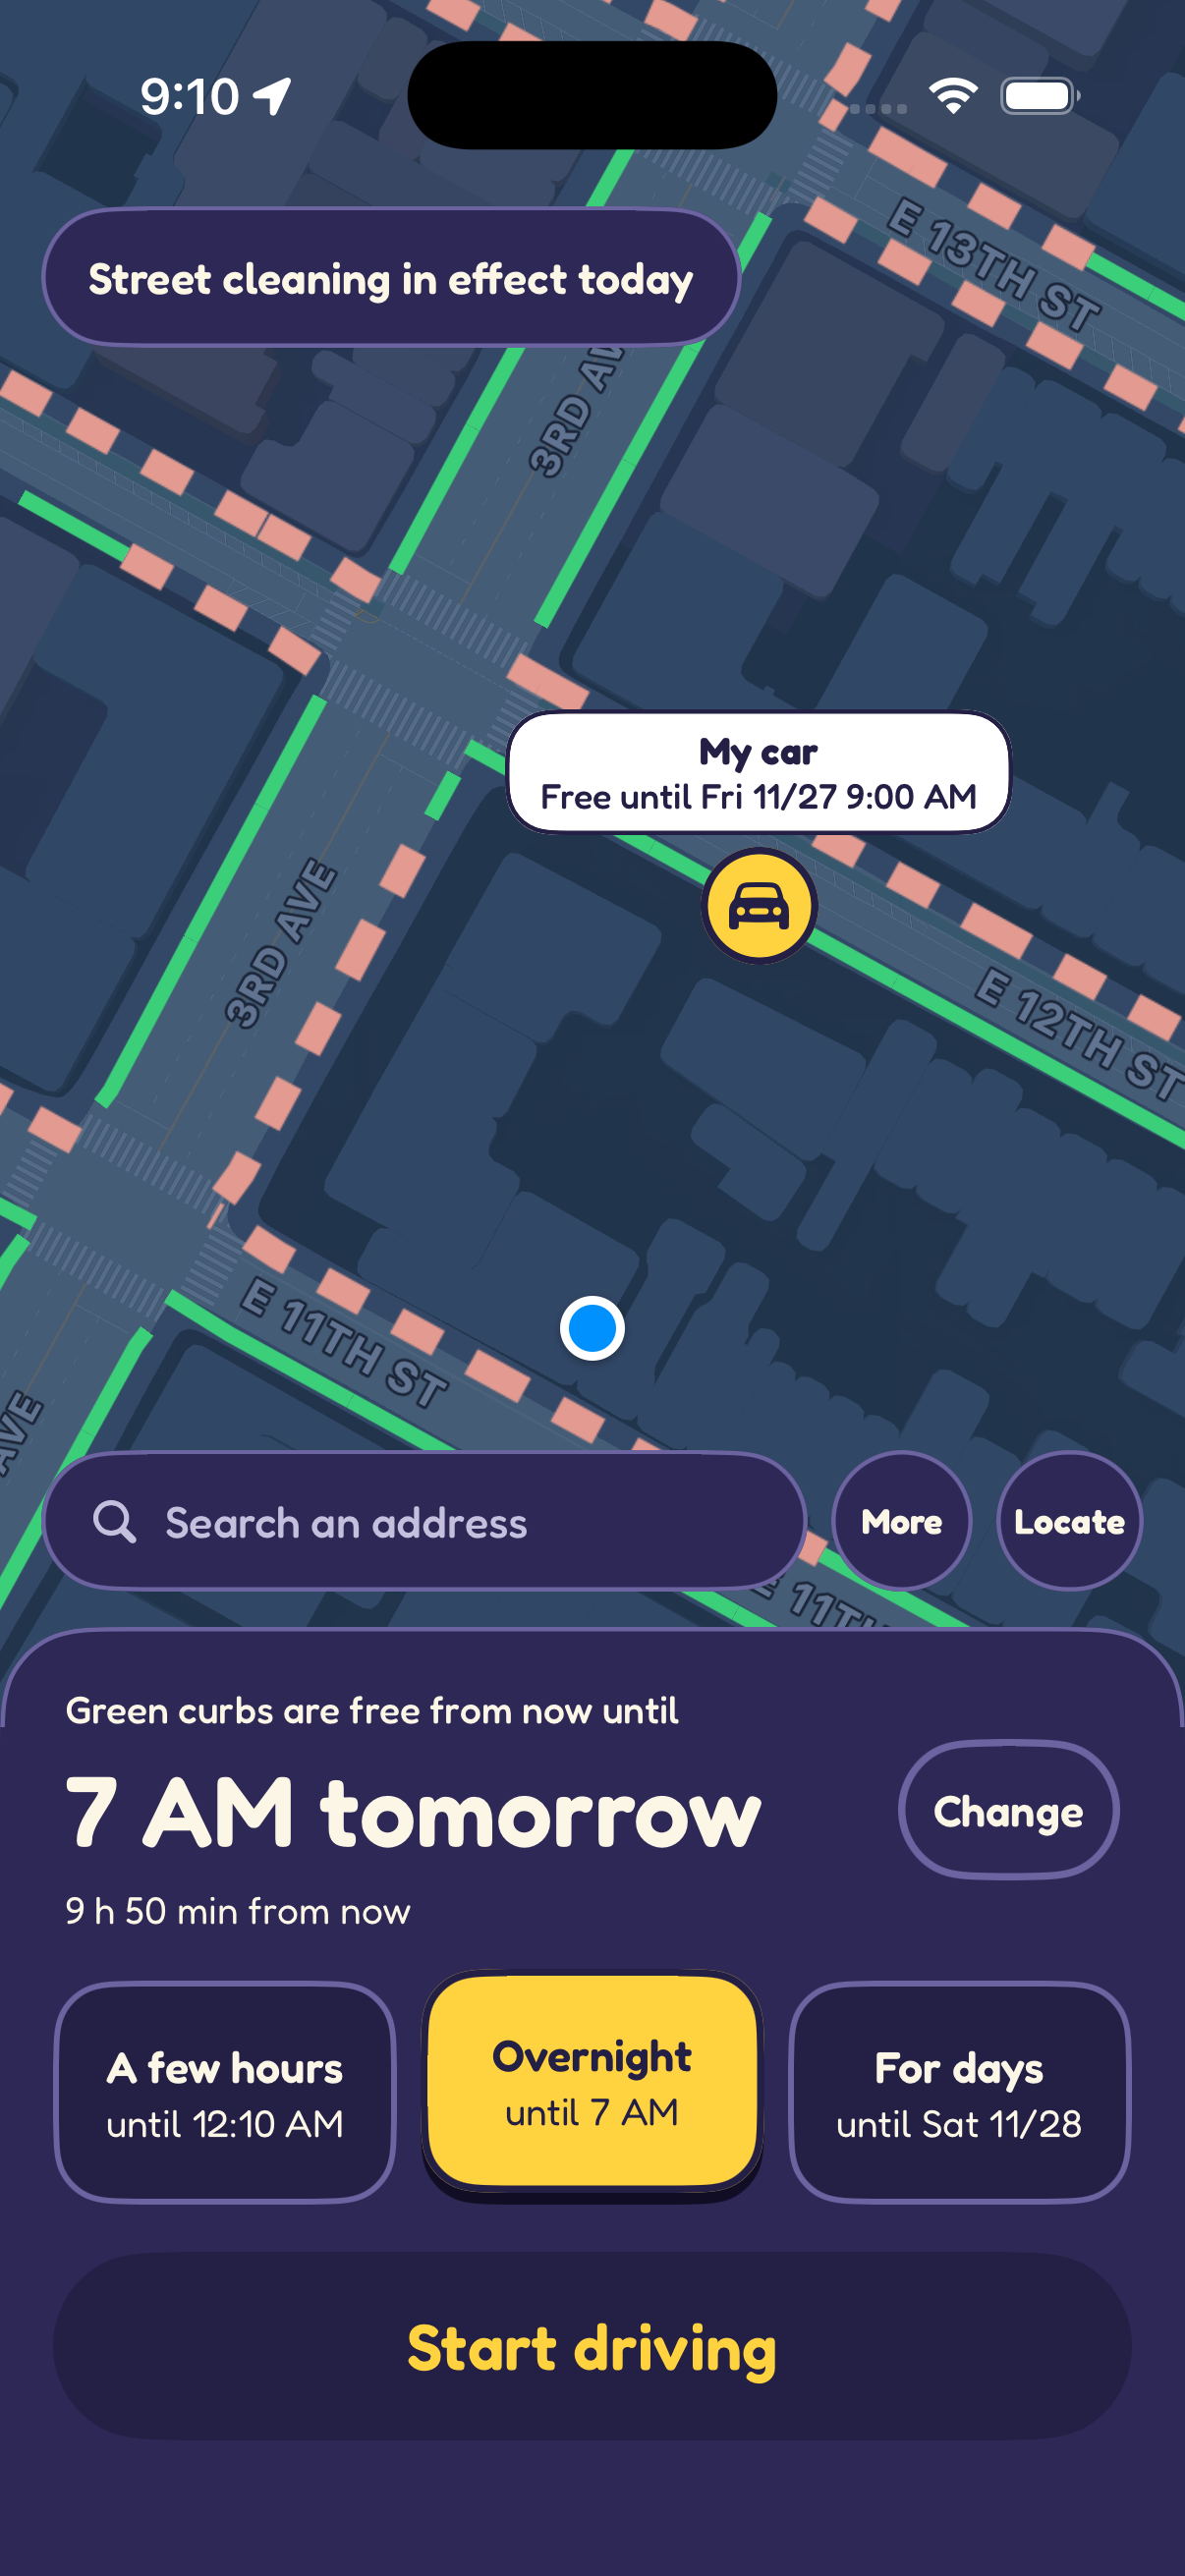 9:10
E 13TH ST
Street cleaning in effect today
3RD AV
My car
Free until Fri 11/27 9:00 AM
3RD AVE
E 12TH ST
E 11TH ST
AVE
Search an address
More
Locate
E 11TH
Green curbs are free from now until
7 AM tomorrow
Change
9 h 50 min from now
A few hours
until 12:10 AM
Overnight
until 7 AM
For days
until Sat 11/28
Start driving